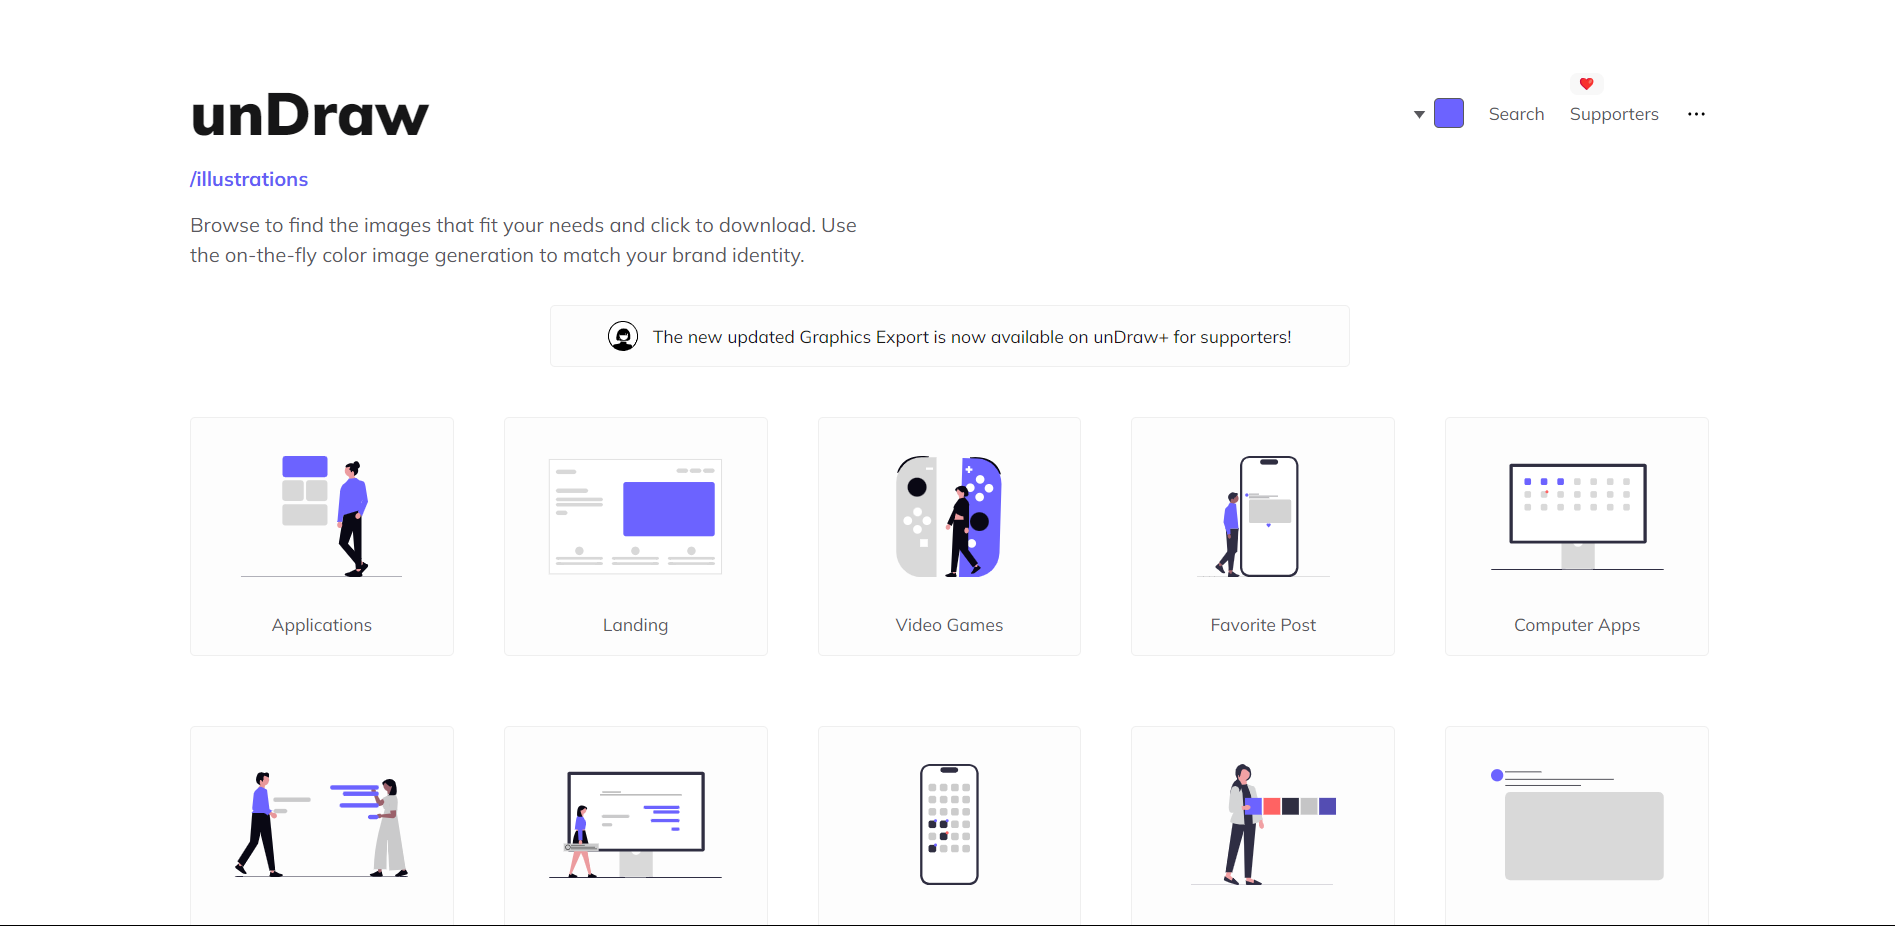 unDraw
Search
Supporters
/illustrations
Browse to find the images that fit your needs and click to download. Use
the on-the-fly color image generation to match your brand identity.
The new updated Graphics Export is now available on unDraw+ for supporters!
Applications
Landing
Video Games
Favorite Post
Computer Apps